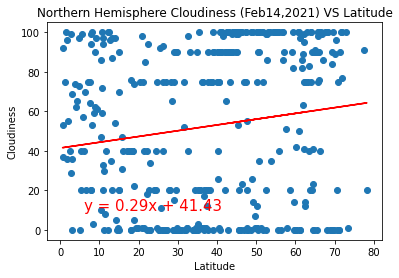 Northern Hemisphere Cloudiness (Feb14,2021) VS Latitude
Cloudiness
100
80
60
40
20
0
y = 0.29x + 41.43
0 10 20 30 40 50 60 70 80
Latitude